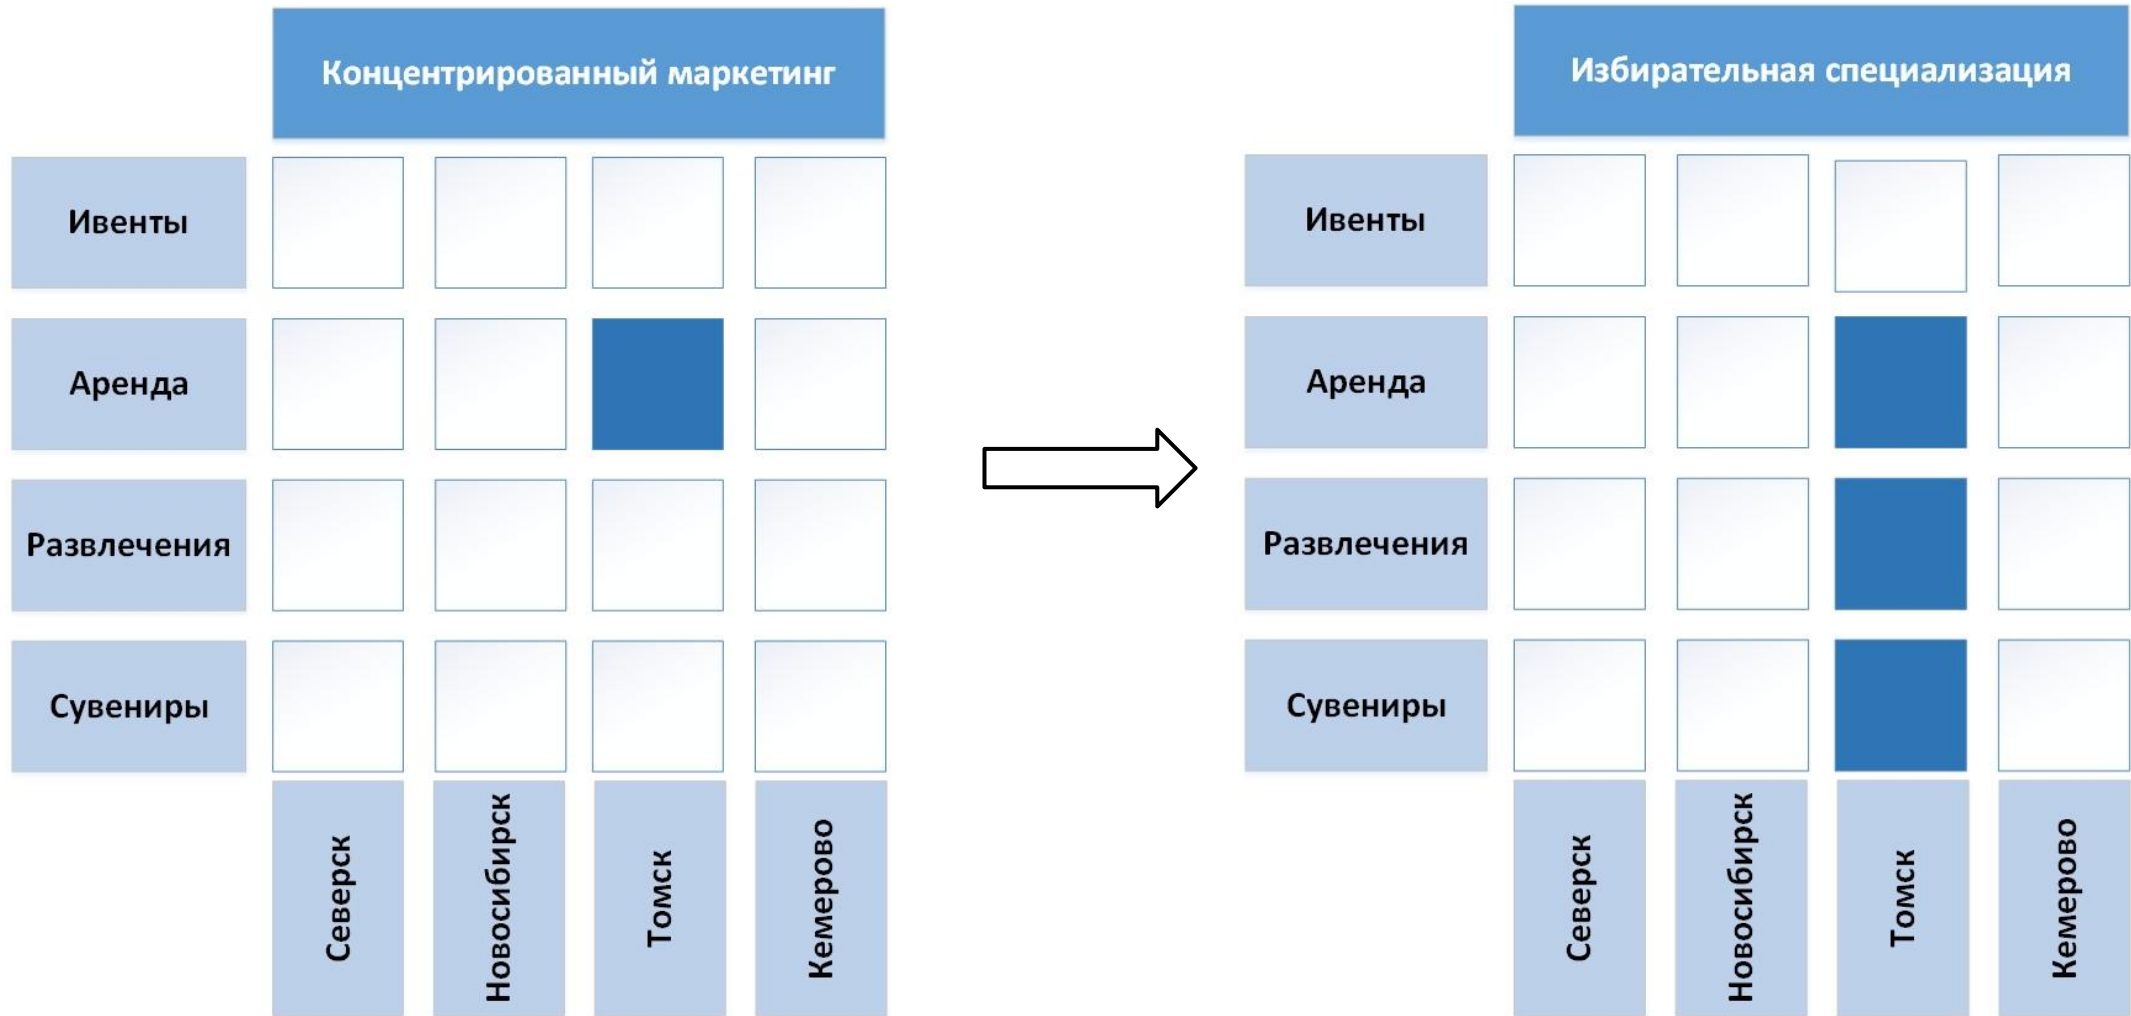 Концентрированный маркетинг
Ивенты
Аренда
Развлечения
Сувениры
Северск
Новосибирск
Томск
Кемерово
Избирательная специализация
Ивенты
Аренда
Развлечения
Сувениры
Северск
Новосибирск
Томск
Кемерово